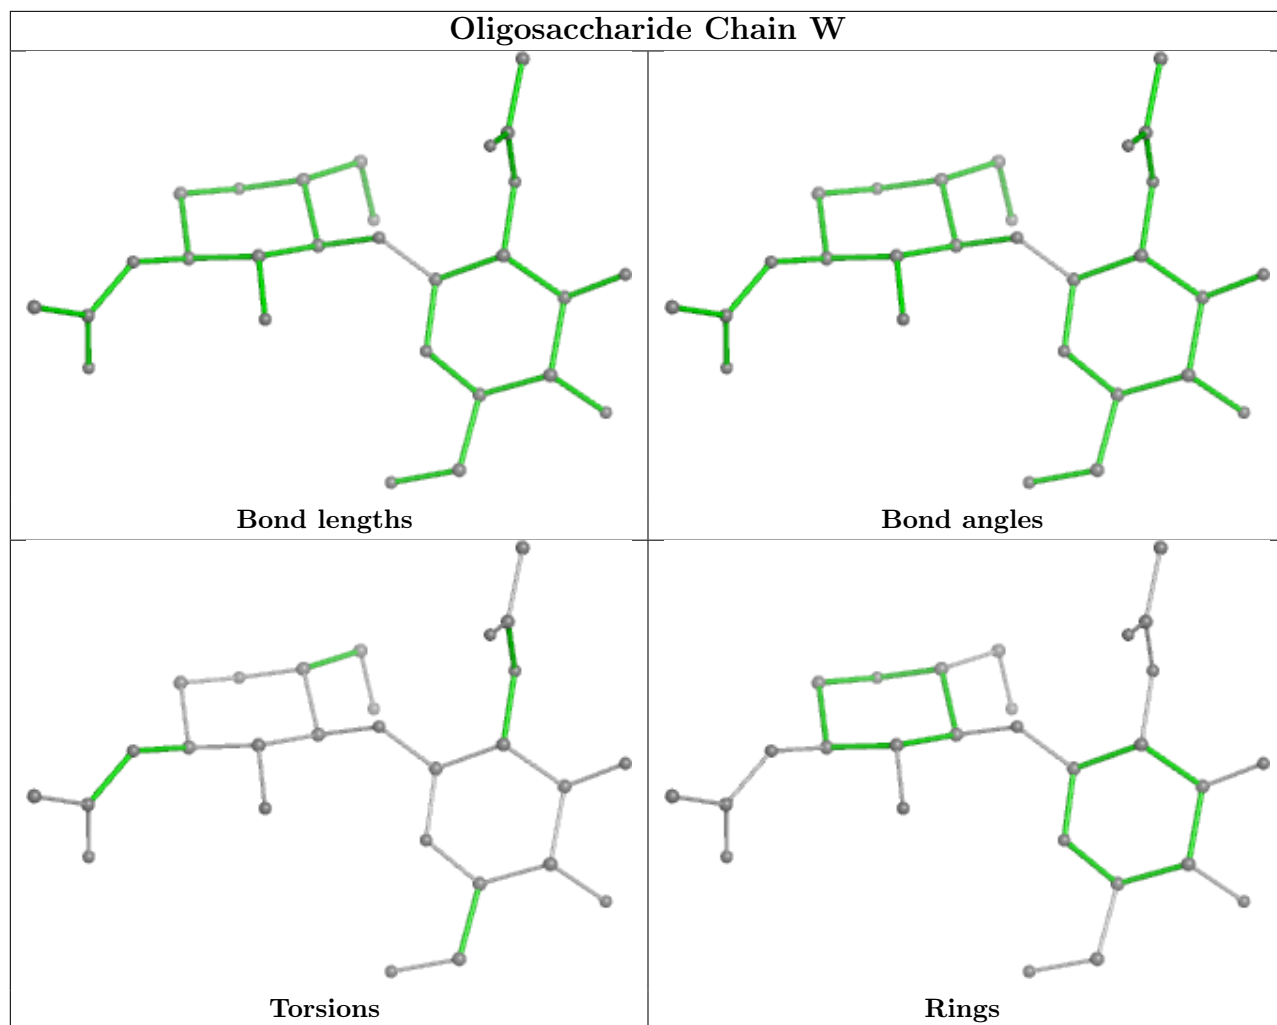 Oligosaccharide Chain W
Bond lengths
Bond angles
Torsions
Rings